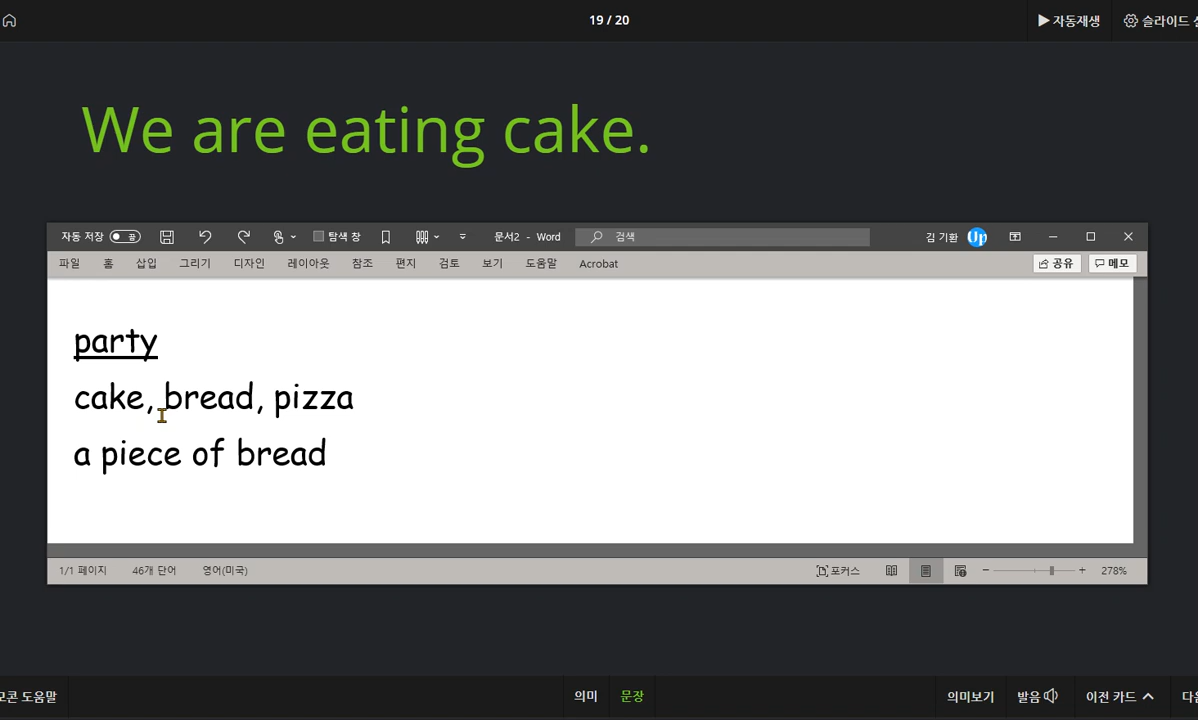 19 / 20
▶ 자동재생
슬라이드
We are eating cake.
자동 저장 끔 탐색 창 문서2 - Word 검색 김 기환 Up
파일 홈 삽입 그리기 디자인 레이아웃 참조 편지 검토 보기 도움말 Acrobat 공유 메모
party
cake, bread, pizza
a piece of bread
1/1 페이지 46개 단어 영어(미국) 포커스 - + 278%
도움말 의미 문장 의미보기 발음 이전 카드